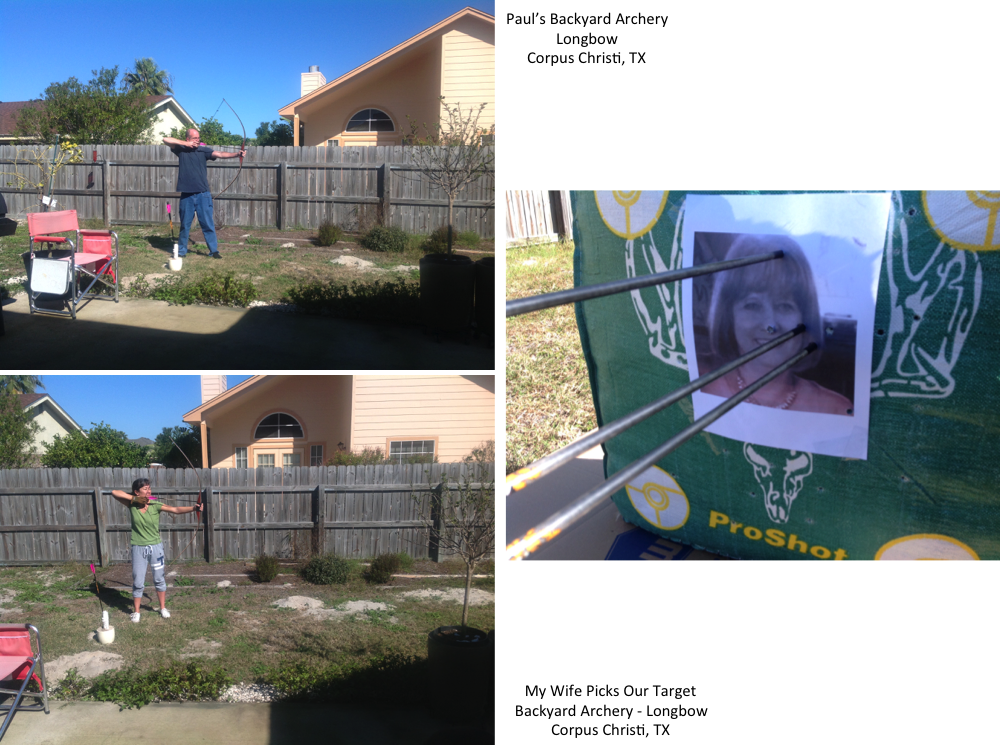 Paul's Backyard Archery
Longbow
Corpus Christi, TX
ProShot
My Wife Picks Our Target
Backyard Archery - Longbow
Corpus Christi, TX